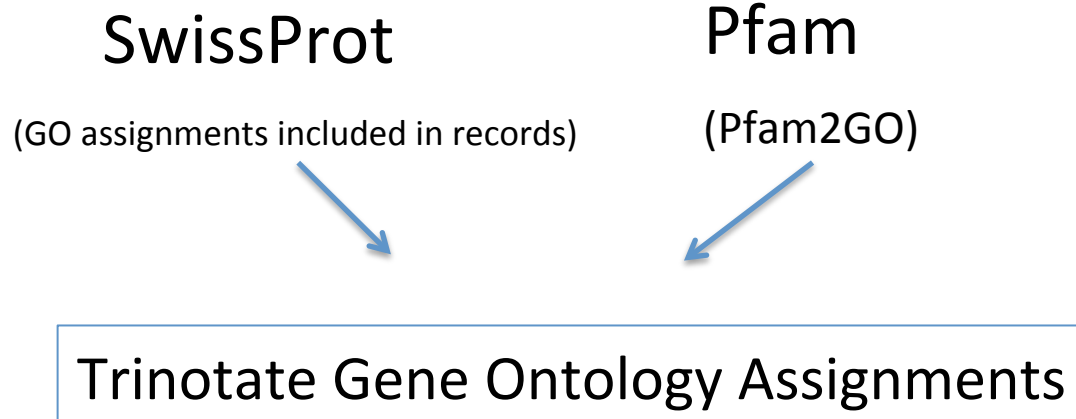 SwissProt
(GO assignments included in records)
Pfam
(Pfam2GO)
Trinotate Gene Ontology Assignments